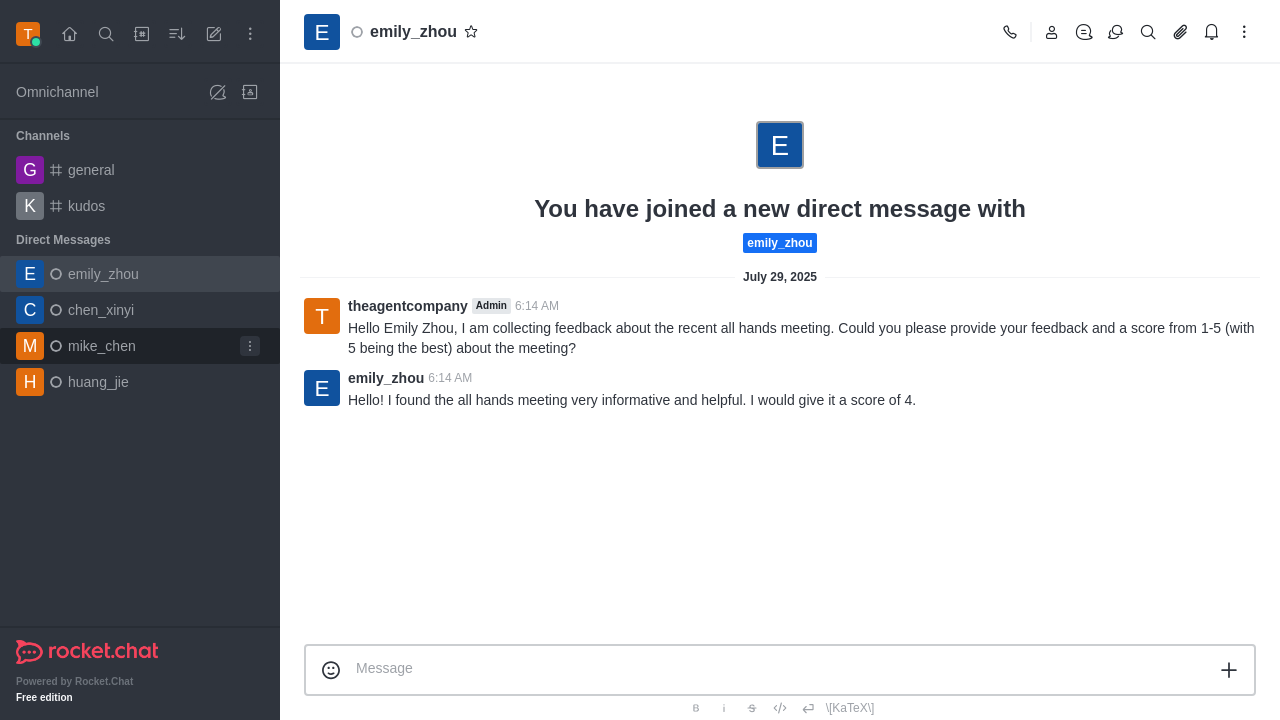 T
Omnichannel
Channels
G general
K kudos
Direct Messages
E emily_zhou
C chen_xinyi
M mike_chen
H huang_jie
rocket.chat
Powered by Rocket.Chat
Free edition
E emily_zhou
E
You have joined a new direct message with
emily_zhou
July 29, 2025
T theagentcompany Admin 6:14 AM
Hello Emily Zhou, I am collecting feedback about the recent all hands meeting. Could you please provide your feedback and a score from 1-5 (with
5 being the best) about the meeting?
E emily_zhou 6:14 AM
Hello! I found the all hands meeting very informative and helpful. I would give it a score of 4.
Message
B i S </> \[KaTeX\]